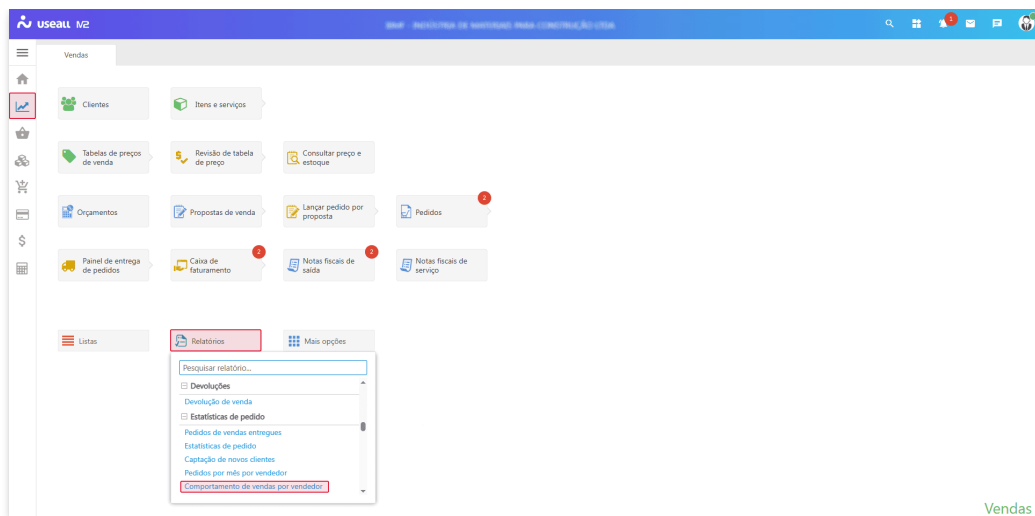 USEALL M2
1
Vendas
Clientes
Itens e serviços
Tabelas de preços
de venda
Revisão de tabela
de preço
Consultar preço e
estoque
Orçamentos
Propostas de venda
Lançar pedido por
proposta
Pedidos
2
Painel de entrega
de pedidos
Caixa de
faturamento
2
Notas fiscais de
saída
2
Notas fiscais de
serviço
Listas
Relatórios
Mais opções
Pesquisar relatório...
Devoluções
Devolução de venda
Estatísticas de pedido
Pedidos de vendas entregues
Estatísticas de pedido
Captação de novos clientes
Pedidos por mês por vendedor
Comportamento de vendas por vendedor
Vendas